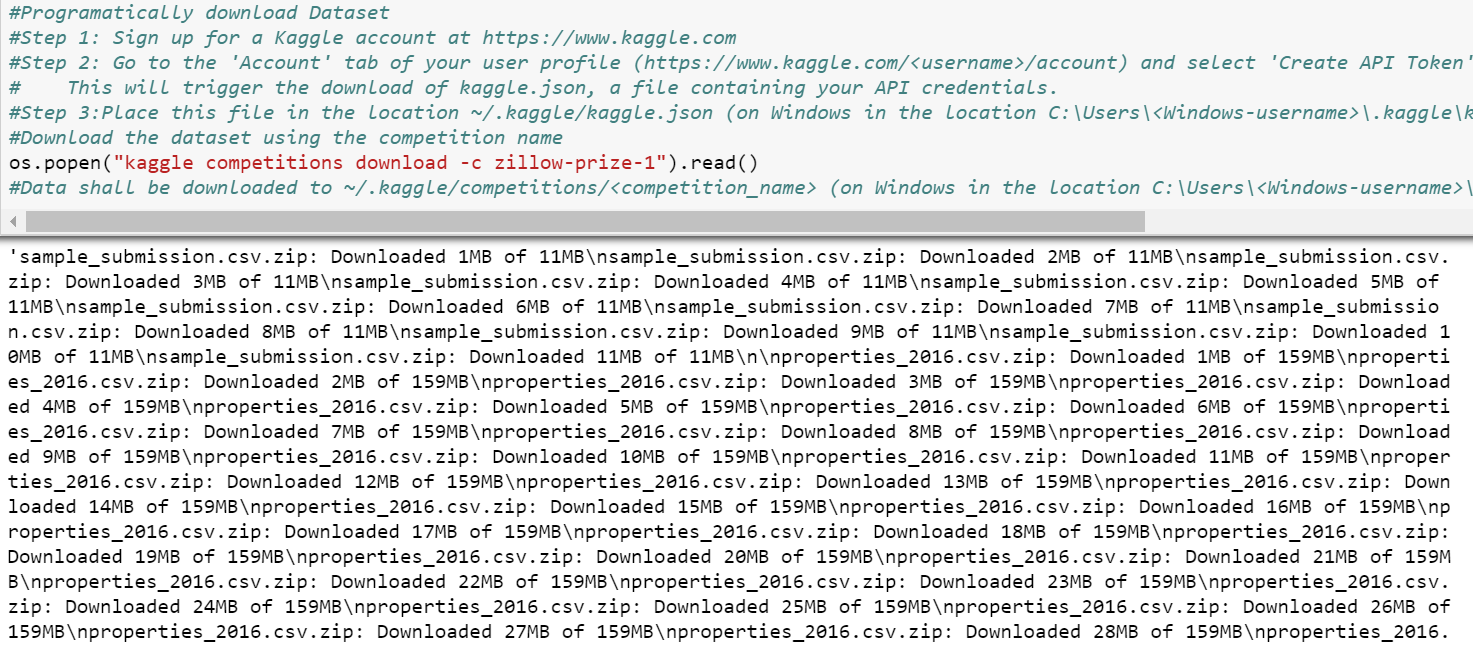 #Programatically download Dataset
#Step 1: Sign up for a Kaggle account at https://www.kaggle.com
#Step 2: Go to the 'Account' tab of your user profile (https://www.kaggle.com/<username>/account) and select 'Create API Token'
#    This will trigger the download of kaggle.json, a file containing your API credentials.
#Step 3:Place this file in the location ~/.kaggle/kaggle.json (on Windows in the location C:\Users\<Windows-username>\.kaggle\k
#Download the dataset using the competition name
os.popen("kaggle competitions download -c zillow-prize-1").read()
#Data shall be downloaded to ~/.kaggle/competitions/<competition_name> (on Windows in the location C:\Users\<Windows-username>\
'sample_submission.csv.zip: Downloaded 1MB of 11MB\nsample_submission.csv.zip: Downloaded 2MB of 11MB\nsample_submission.csv.
zip: Downloaded 3MB of 11MB\nsample_submission.csv.zip: Downloaded 4MB of 11MB\nsample_submission.csv.zip: Downloaded 5MB of
11MB\nsample_submission.csv.zip: Downloaded 6MB of 11MB\nsample_submission.csv.zip: Downloaded 7MB of 11MB\nsample_submissio
n.csv.zip: Downloaded 8MB of 11MB\nsample_submission.csv.zip: Downloaded 9MB of 11MB\nsample_submission.csv.zip: Downloaded 1
0MB of 11MB\nsample_submission.csv.zip: Downloaded 11MB of 11MB\n\nproperties_2016.csv.zip: Downloaded 1MB of 159MB\nproperti
es_2016.csv.zip: Downloaded 2MB of 159MB\nproperties_2016.csv.zip: Downloaded 3MB of 159MB\nproperties_2016.csv.zip: Download
ed 4MB of 159MB\nproperties_2016.csv.zip: Downloaded 5MB of 159MB\nproperties_2016.csv.zip: Downloaded 6MB of 159MB\nproperti
es_2016.csv.zip: Downloaded 7MB of 159MB\nproperties_2016.csv.zip: Downloaded 8MB of 159MB\nproperties_2016.csv.zip: Download
ed 9MB of 159MB\nproperties_2016.csv.zip: Downloaded 10MB of 159MB\nproperties_2016.csv.zip: Downloaded 11MB of 159MB\nproper
ties_2016.csv.zip: Downloaded 12MB of 159MB\nproperties_2016.csv.zip: Downloaded 13MB of 159MB\nproperties_2016.csv.zip: Down
loaded 14MB of 159MB\nproperties_2016.csv.zip: Downloaded 15MB of 159MB\nproperties_2016.csv.zip: Downloaded 16MB of 159MB\np
roperties_2016.csv.zip: Downloaded 17MB of 159MB\nproperties_2016.csv.zip: Downloaded 18MB of 159MB\nproperties_2016.csv.zip:
Downloaded 19MB of 159MB\nproperties_2016.csv.zip: Downloaded 20MB of 159MB\nproperties_2016.csv.zip: Downloaded 21MB of 159M
B\nproperties_2016.csv.zip: Downloaded 22MB of 159MB\nproperties_2016.csv.zip: Downloaded 23MB of 159MB\nproperties_2016.csv.
zip: Downloaded 24MB of 159MB\nproperties_2016.csv.zip: Downloaded 25MB of 159MB\nproperties_2016.csv.zip: Downloaded 26MB of
159MB\nproperties_2016.csv.zip: Downloaded 27MB of 159MB\nproperties_2016.csv.zip: Downloaded 28MB of 159MB\nproperties_2016.